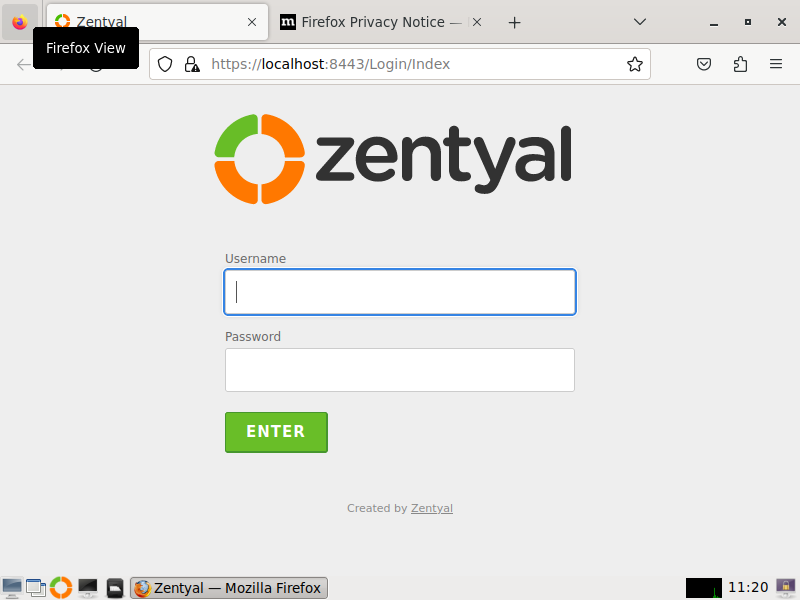 Zentyal
Firefox Privacy Notice —
Firefox View
https://localhost:8443/Login/Index
zentyal
Username
Password
ENTER
Created by Zentyal
Zentyal — Mozilla Firefox
11:20